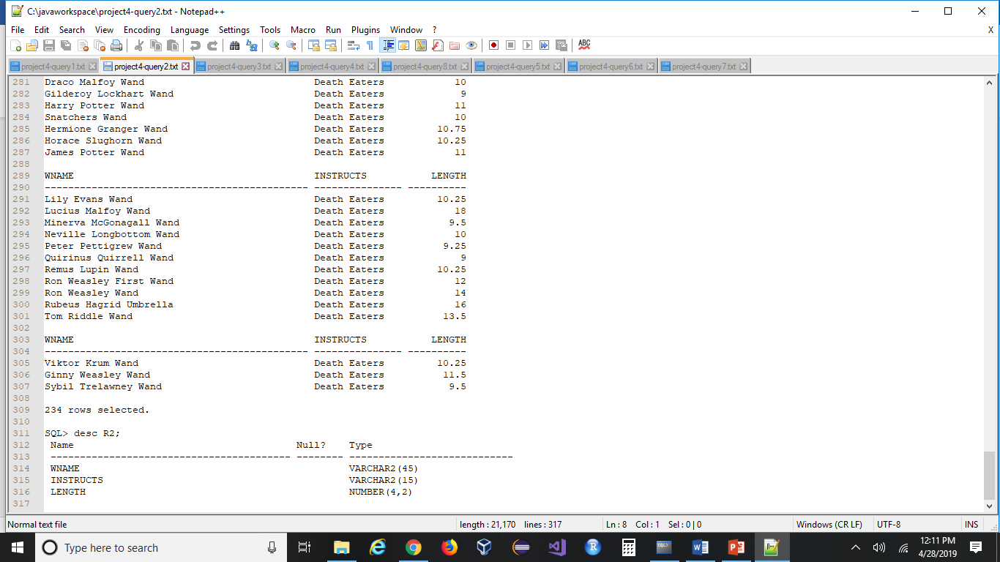 C:\javaworkspace\project4-query2.txt - Notepad++
File Edit Search View Encoding Language Settings Tools Macro Run Plugins Window ? X
ABC
project4-query1.txt project4-query2.txt project4-query3.txt project4-query4.txt project4-query8.txt project4-query5.txt project4-query6.txt project4-query7.txt
281 Draco Malfoy Wand Death Eaters 10
282 Gilderoy Lockhart Wand Death Eaters 9
283 Harry Potter Wand Death Eaters 11
284 Snatchers Wand Death Eaters 10
285 Hermione Granger Wand Death Eaters 10.75
286 Horace Slughorn Wand Death Eaters 10.25
287 James Potter Wand Death Eaters 11
288
289 WNAME INSTRUCTS LENGTH
290 --------------------------------------------- --------------- ----------
291 Lily Evans Wand Death Eaters 10.25
292 Lucius Malfoy Wand Death Eaters 18
293 Minerva McGonagall Wand Death Eaters 9.5
294 Neville Longbottom Wand Death Eaters 10
295 Peter Pettigrew Wand Death Eaters 9.25
296 Quirinus Quirrell Wand Death Eaters 9
297 Remus Lupin Wand Death Eaters 10.25
298 Ron Weasley First Wand Death Eaters 12
299 Ron Weasley Wand Death Eaters 14
300 Rubeus Hagrid Umbrella Death Eaters 16
301 Tom Riddle Wand Death Eaters 13.5
302
303 WNAME INSTRUCTS LENGTH
304 --------------------------------------------- --------------- ----------
305 Viktor Krum Wand Death Eaters 10.25
306 Ginny Weasley Wand Death Eaters 11.5
307 Sybil Trelawney Wand Death Eaters 9.5
308
309 234 rows selected.
310
311 SQL> desc R2;
312 Name Null? Type
313 ----------------------------------------- -------- ----------------------------
314 WNAME VARCHAR2(45)
315 INSTRUCTS VARCHAR2(15)
316 LENGTH NUMBER(4,2)
317
Normal text file length : 21,170 lines : 317 Ln : 8 Col : 1 Sel : 0 | 0 Windows (CR LF) UTF-8 INS
Type here to search
12:11 PM
4/28/2019